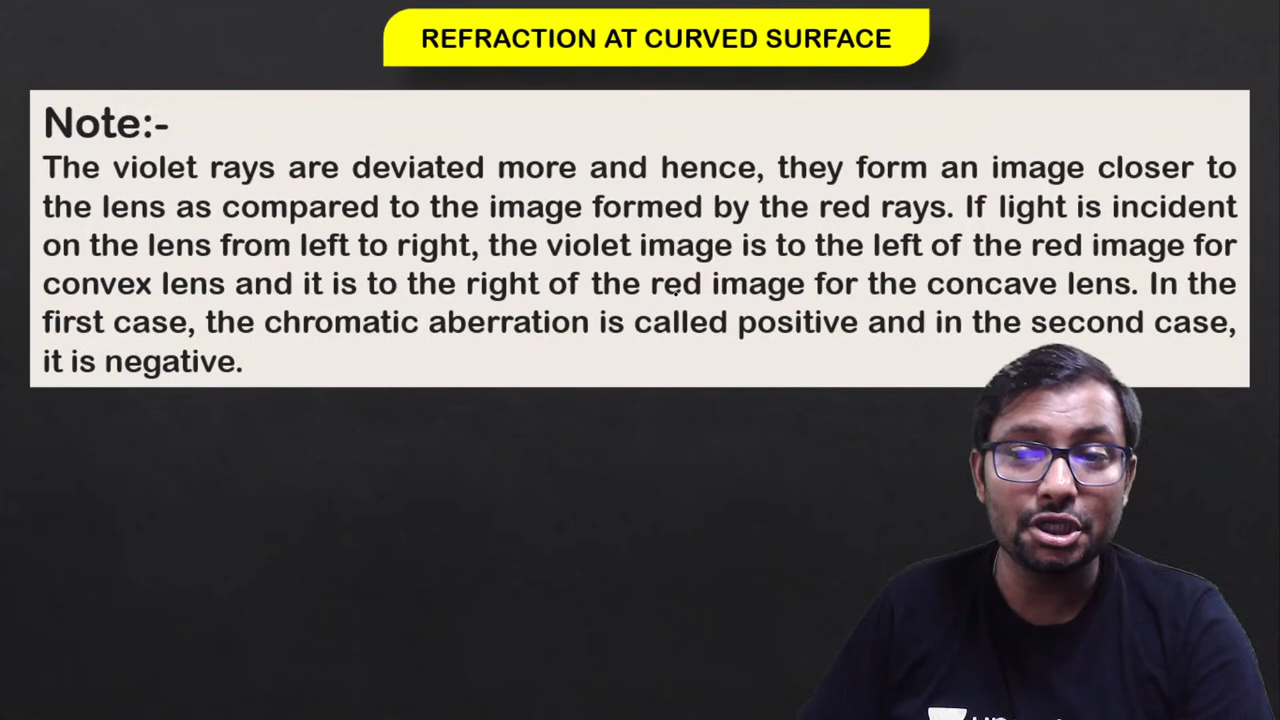 REFRACTION AT CURVED SURFACE
Note:-
The violet rays are deviated more and hence, they form an image closer to
the lens as compared to the image formed by the red rays. If light is incident
on the lens from left to right, the violet image is to the left of the red image for
convex lens and it is to the right of the red image for the concave lens. In the
first case, the chromatic aberration is called positive and in the second case,
it is negative.